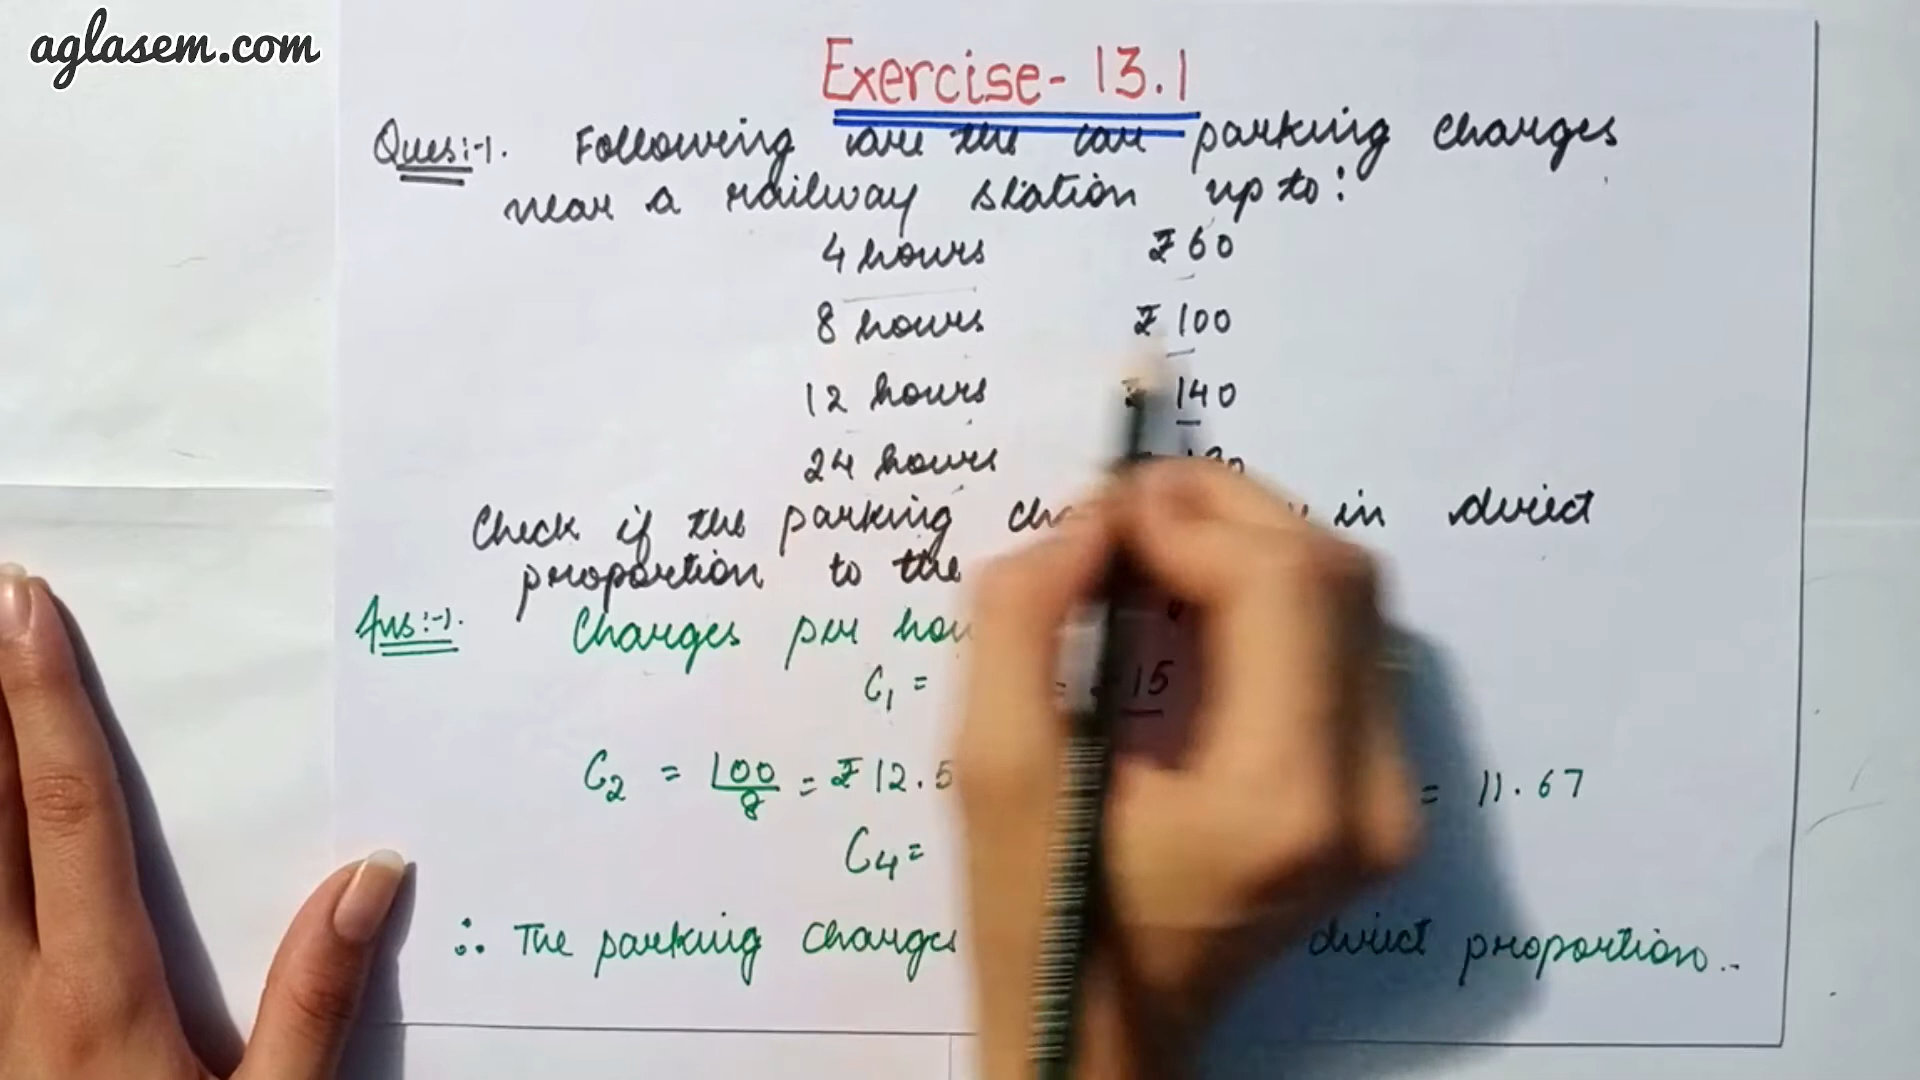 aglasem.com
Exercise- 13.1
Ques:-1. Following are the car parking charges
near a railway station up to:
4 hours ₹60
8 hours ₹100
12 hours 140
24 hours
Check if the parking in direct
proportion to the
Ans:-1. Charges per
C1 = = 15
C2 = 100/8 = ₹12.5 = 11.67
C4 =
∴ The parking charges direct proportion..